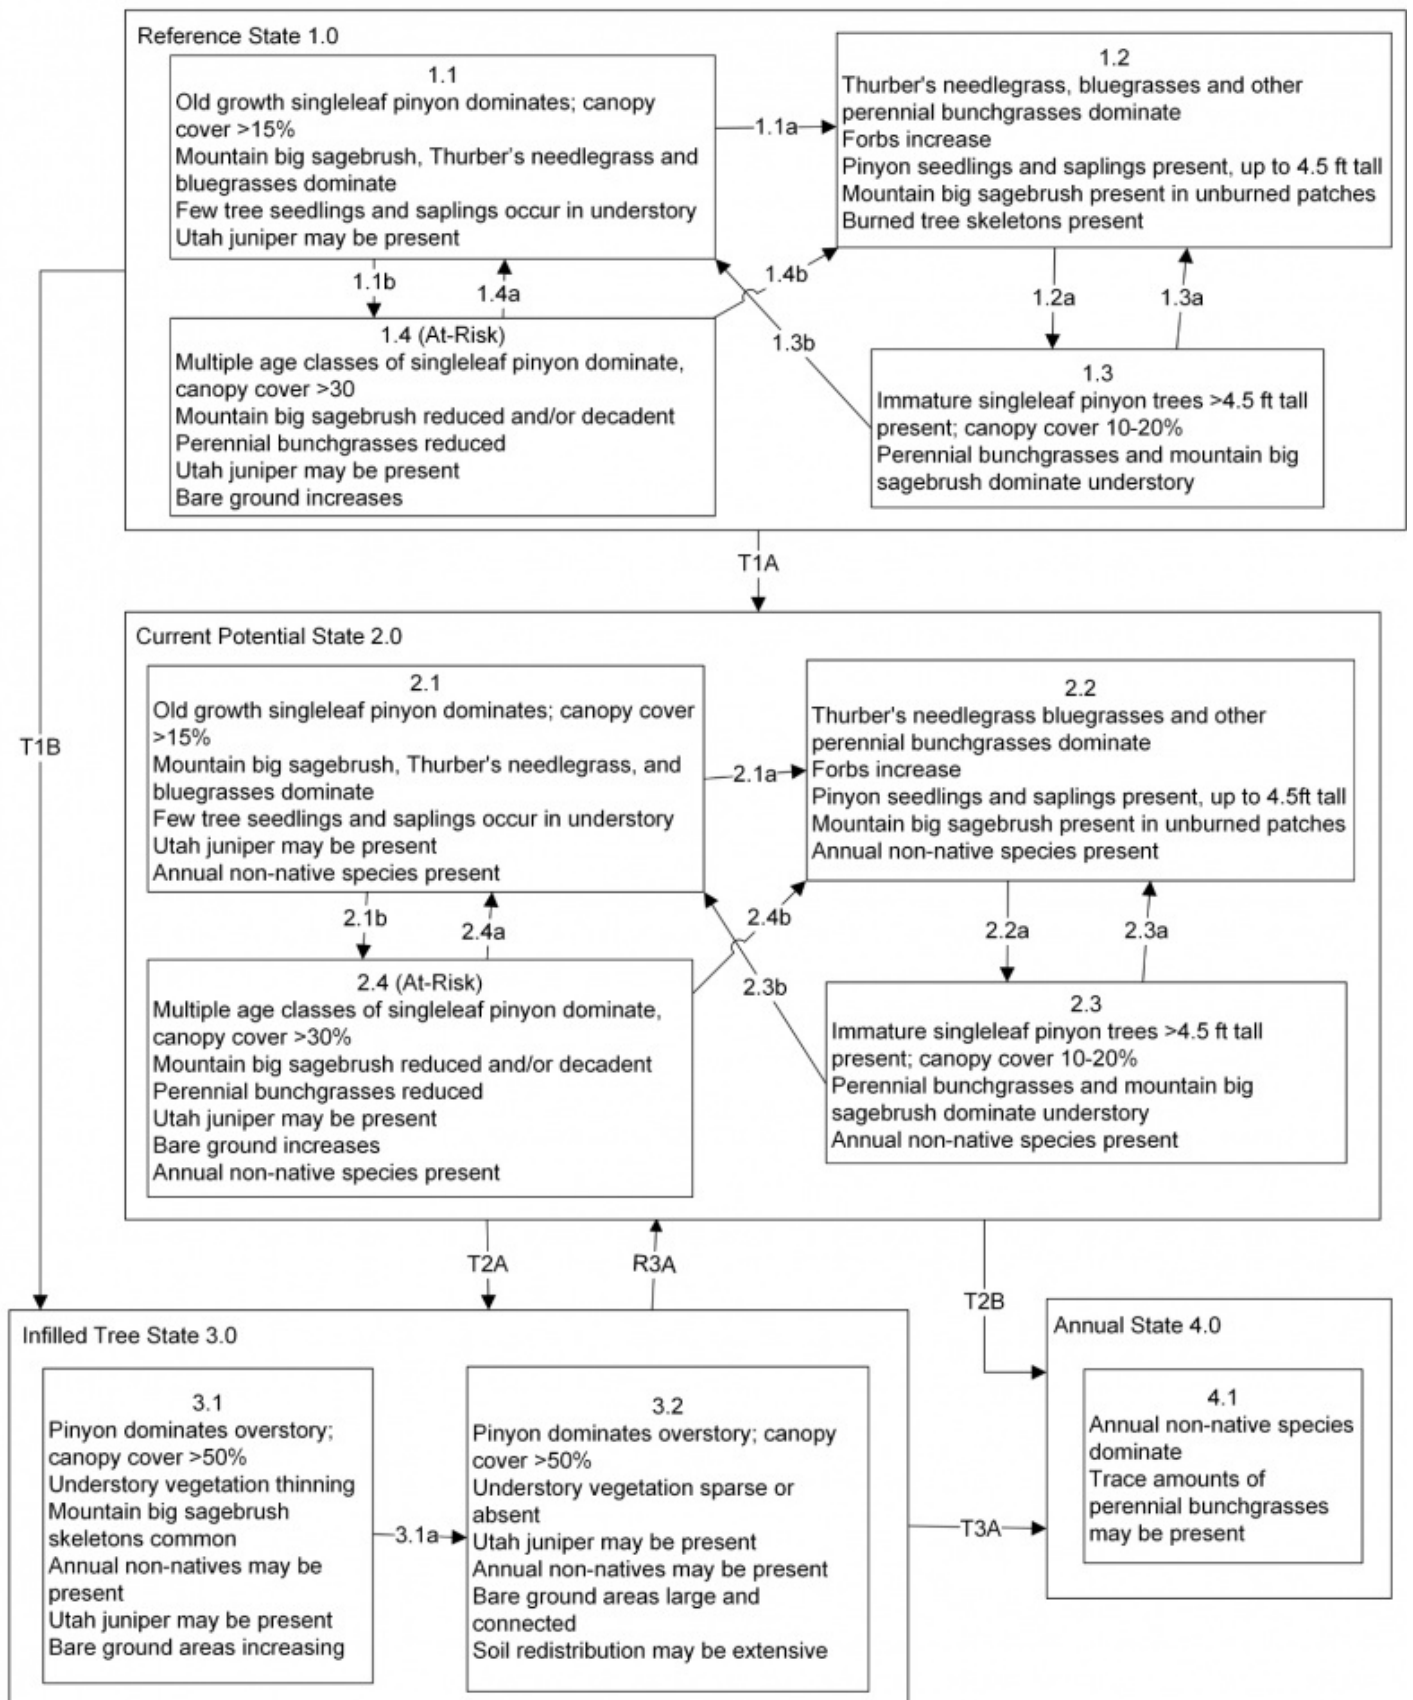 Reference State 1.0
1.1
Old growth singleleaf pinyon dominates; canopy
cover >15%
Mountain big sagebrush, Thurber's needlegrass and
bluegrasses dominate
Few tree seedlings and saplings occur in understory
Utah juniper may be present
1.1a
1.2
Thurber's needlegrass, bluegrasses and other
perennial bunchgrasses dominate
Forbs increase
Pinyon seedlings and saplings present, up to 4.5 ft tall
Mountain big sagebrush present in unburned patches
Burned tree skeletons present
1.1b
1.4a
1.4b
1.3b
1.2a
1.3a
1.4 (At-Risk)
Multiple age classes of singleleaf pinyon dominate,
canopy cover >30
Mountain big sagebrush reduced and/or decadent
Perennial bunchgrasses reduced
Utah juniper may be present
Bare ground increases
1.3
Immature singleleaf pinyon trees >4.5 ft tall
present; canopy cover 10-20%
Perennial bunchgrasses and mountain big
sagebrush dominate understory
T1A
T1B
Current Potential State 2.0
2.1
Old growth singleleaf pinyon dominates; canopy cover
>15%
Mountain big sagebrush, Thurber's needlegrass, and
bluegrasses dominate
Few tree seedlings and saplings occur in understory
Utah juniper may be present
Annual non-native species present
2.1a
2.2
Thurber's needlegrass bluegrasses and other
perennial bunchgrasses dominate
Forbs increase
Pinyon seedlings and saplings present, up to 4.5ft tall
Mountain big sagebrush present in unburned patches
Annual non-native species present
2.1b
2.4a
2.4b
2.3b
2.2a
2.3a
2.4 (At-Risk)
Multiple age classes of singleleaf pinyon dominate,
canopy cover >30%
Mountain big sagebrush reduced and/or decadent
Perennial bunchgrasses reduced
Utah juniper may be present
Bare ground increases
Annual non-native species present
2.3
Immature singleleaf pinyon trees >4.5 ft tall
present; canopy cover 10-20%
Perennial bunchgrasses and mountain big
sagebrush dominate understory
Annual non-native species present
T2A
R3A
T2B
Infilled Tree State 3.0
3.1
Pinyon dominates overstory;
canopy cover >50%
Understory vegetation thinning
Mountain big sagebrush
skeletons common
Annual non-natives may be
present
Utah juniper may be present
Bare ground areas increasing
3.1a
3.2
Pinyon dominates overstory; canopy
cover >50%
Understory vegetation sparse or
absent
Utah juniper may be present
Annual non-natives may be present
Bare ground areas large and
connected
Soil redistribution may be extensive
T3A
Annual State 4.0
4.1
Annual non-native species
dominate
Trace amounts of
perennial bunchgrasses
may be present